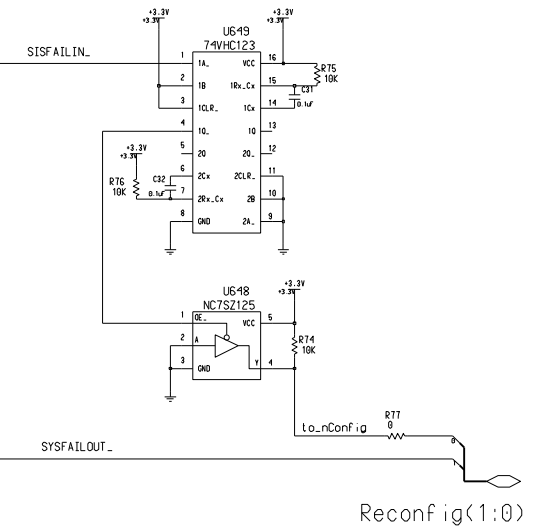 +3.3V
+3.3V
+3.3V
+3.3V
U649
74VHC123
SISFAILIN_
1 1A_ VCC 16
R75
10K
2 1B 1Rx_Cx 15
C31
0.1uF
3 1CLR_ 1Cx 14
4 1Q_ 1Q 13
5 2Q 2Q_ 12
+3.3V
+3.3V
6 2Cx 2CLR_ 11
R76
10K
C32
0.1uF
7 2Rx_Cx 2B 10
8 GND 2A_ 9
U648
NC7SZ125
+3.3V
+3.3V
1 OE_ VCC 5
2 A
R74
10K
3 GND Y 4
to_nConfig
R77
0
0
SYSFAILOUT_
1
Reconfig(1:0)